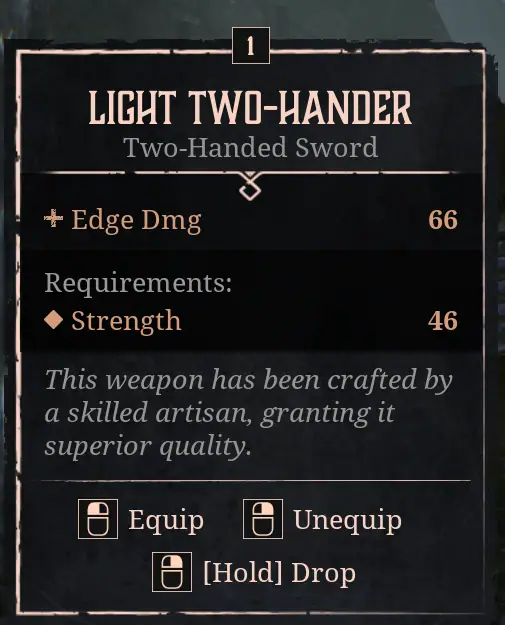 1
LIGHT TWO-HANDER
Two-Handed Sword
Edge Dmg 66
Requirements:
Strength 46
This weapon has been crafted by
a skilled artisan, granting it
superior quality.
Equip Unequip
[Hold] Drop